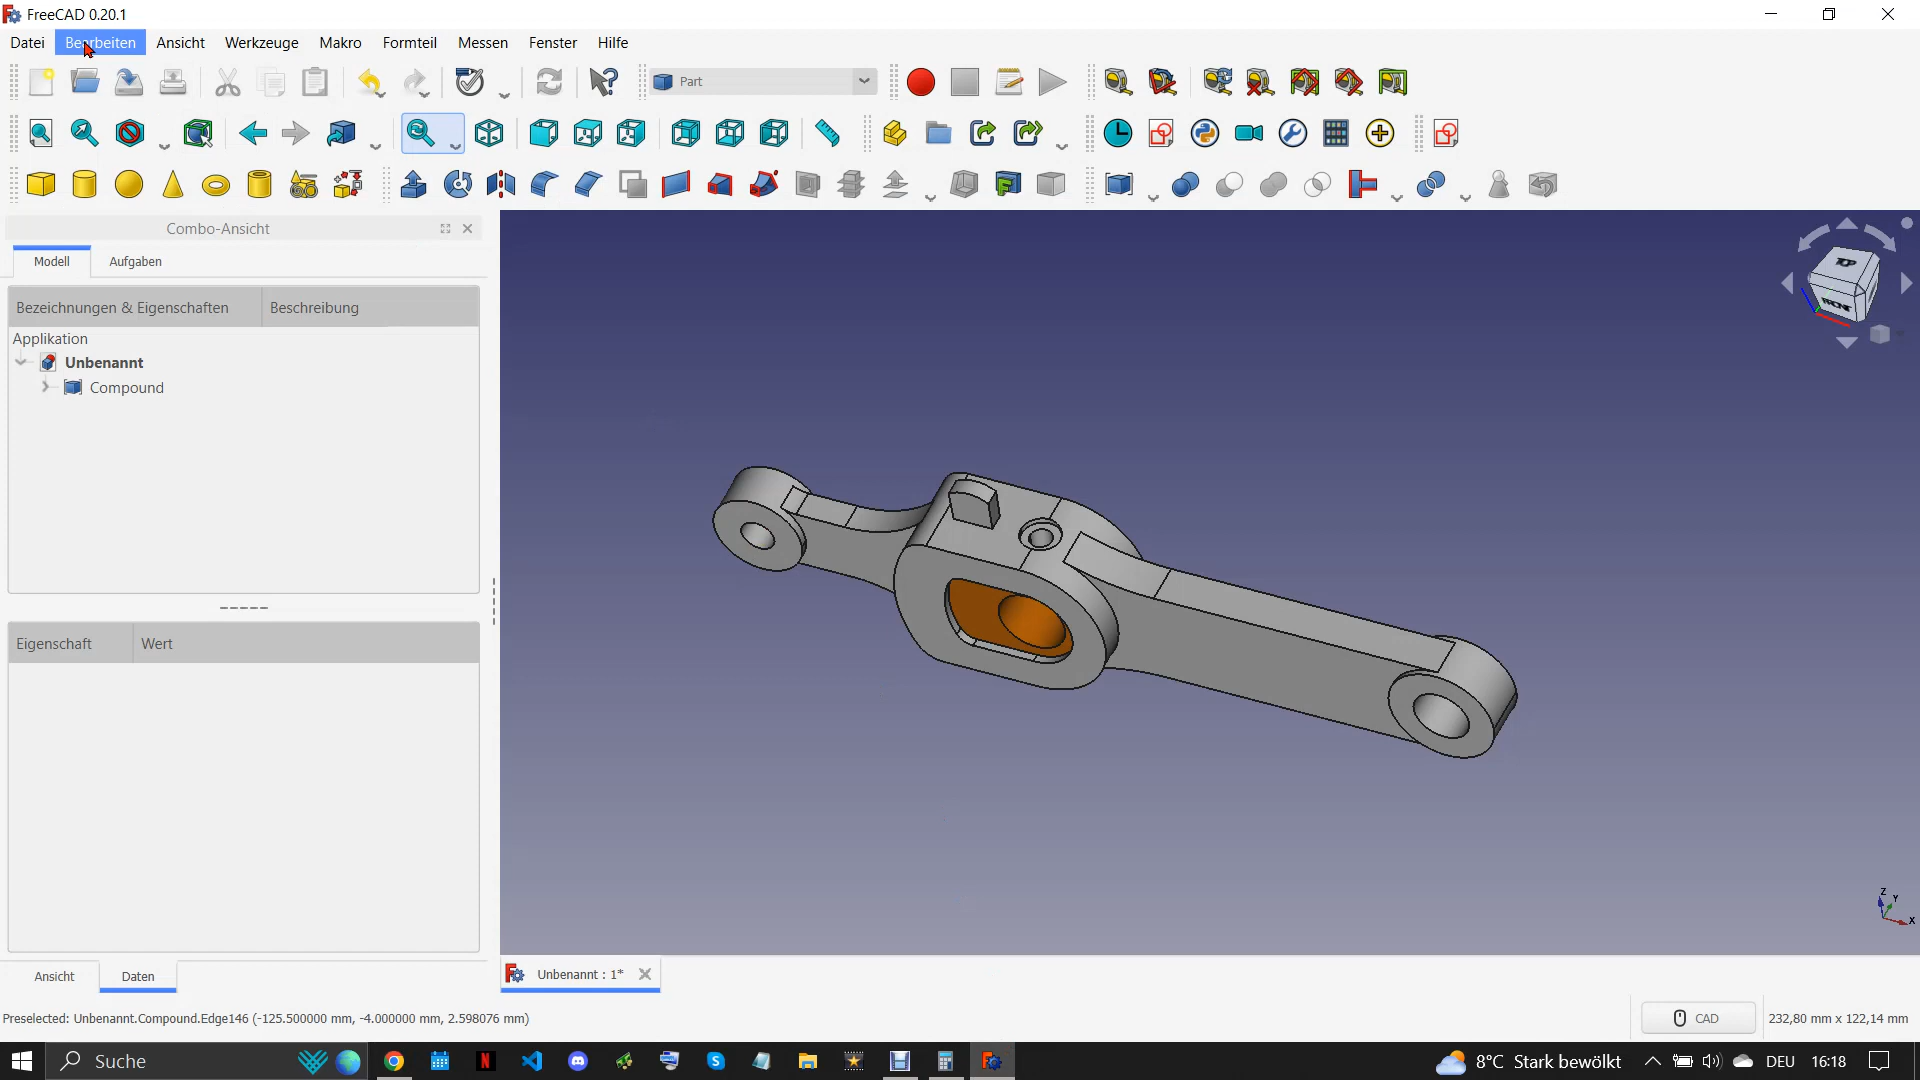 FreeCAD 0.20.1
Datei Bearbeiten Ansicht Werkzeuge Makro Formteil Messen Fenster Hilfe
Part
Combo-Ansicht
Modell Aufgaben
Bezeichnungen & Eigenschaften Beschreibung
Applikation
Unbenannt
Compound
TOP
FRONT
Eigenschaft Wert
Z
Y
X
Ansicht Daten
Unbenannt : 1*
Preselected: Unbenannt.Compound.Edge146 (-125.500000 mm, -4.000000 mm, 2.598076 mm)
CAD
232,80 mm x 122,14 mm
Suche
8°C Stark bewölkt
DEU
16:18